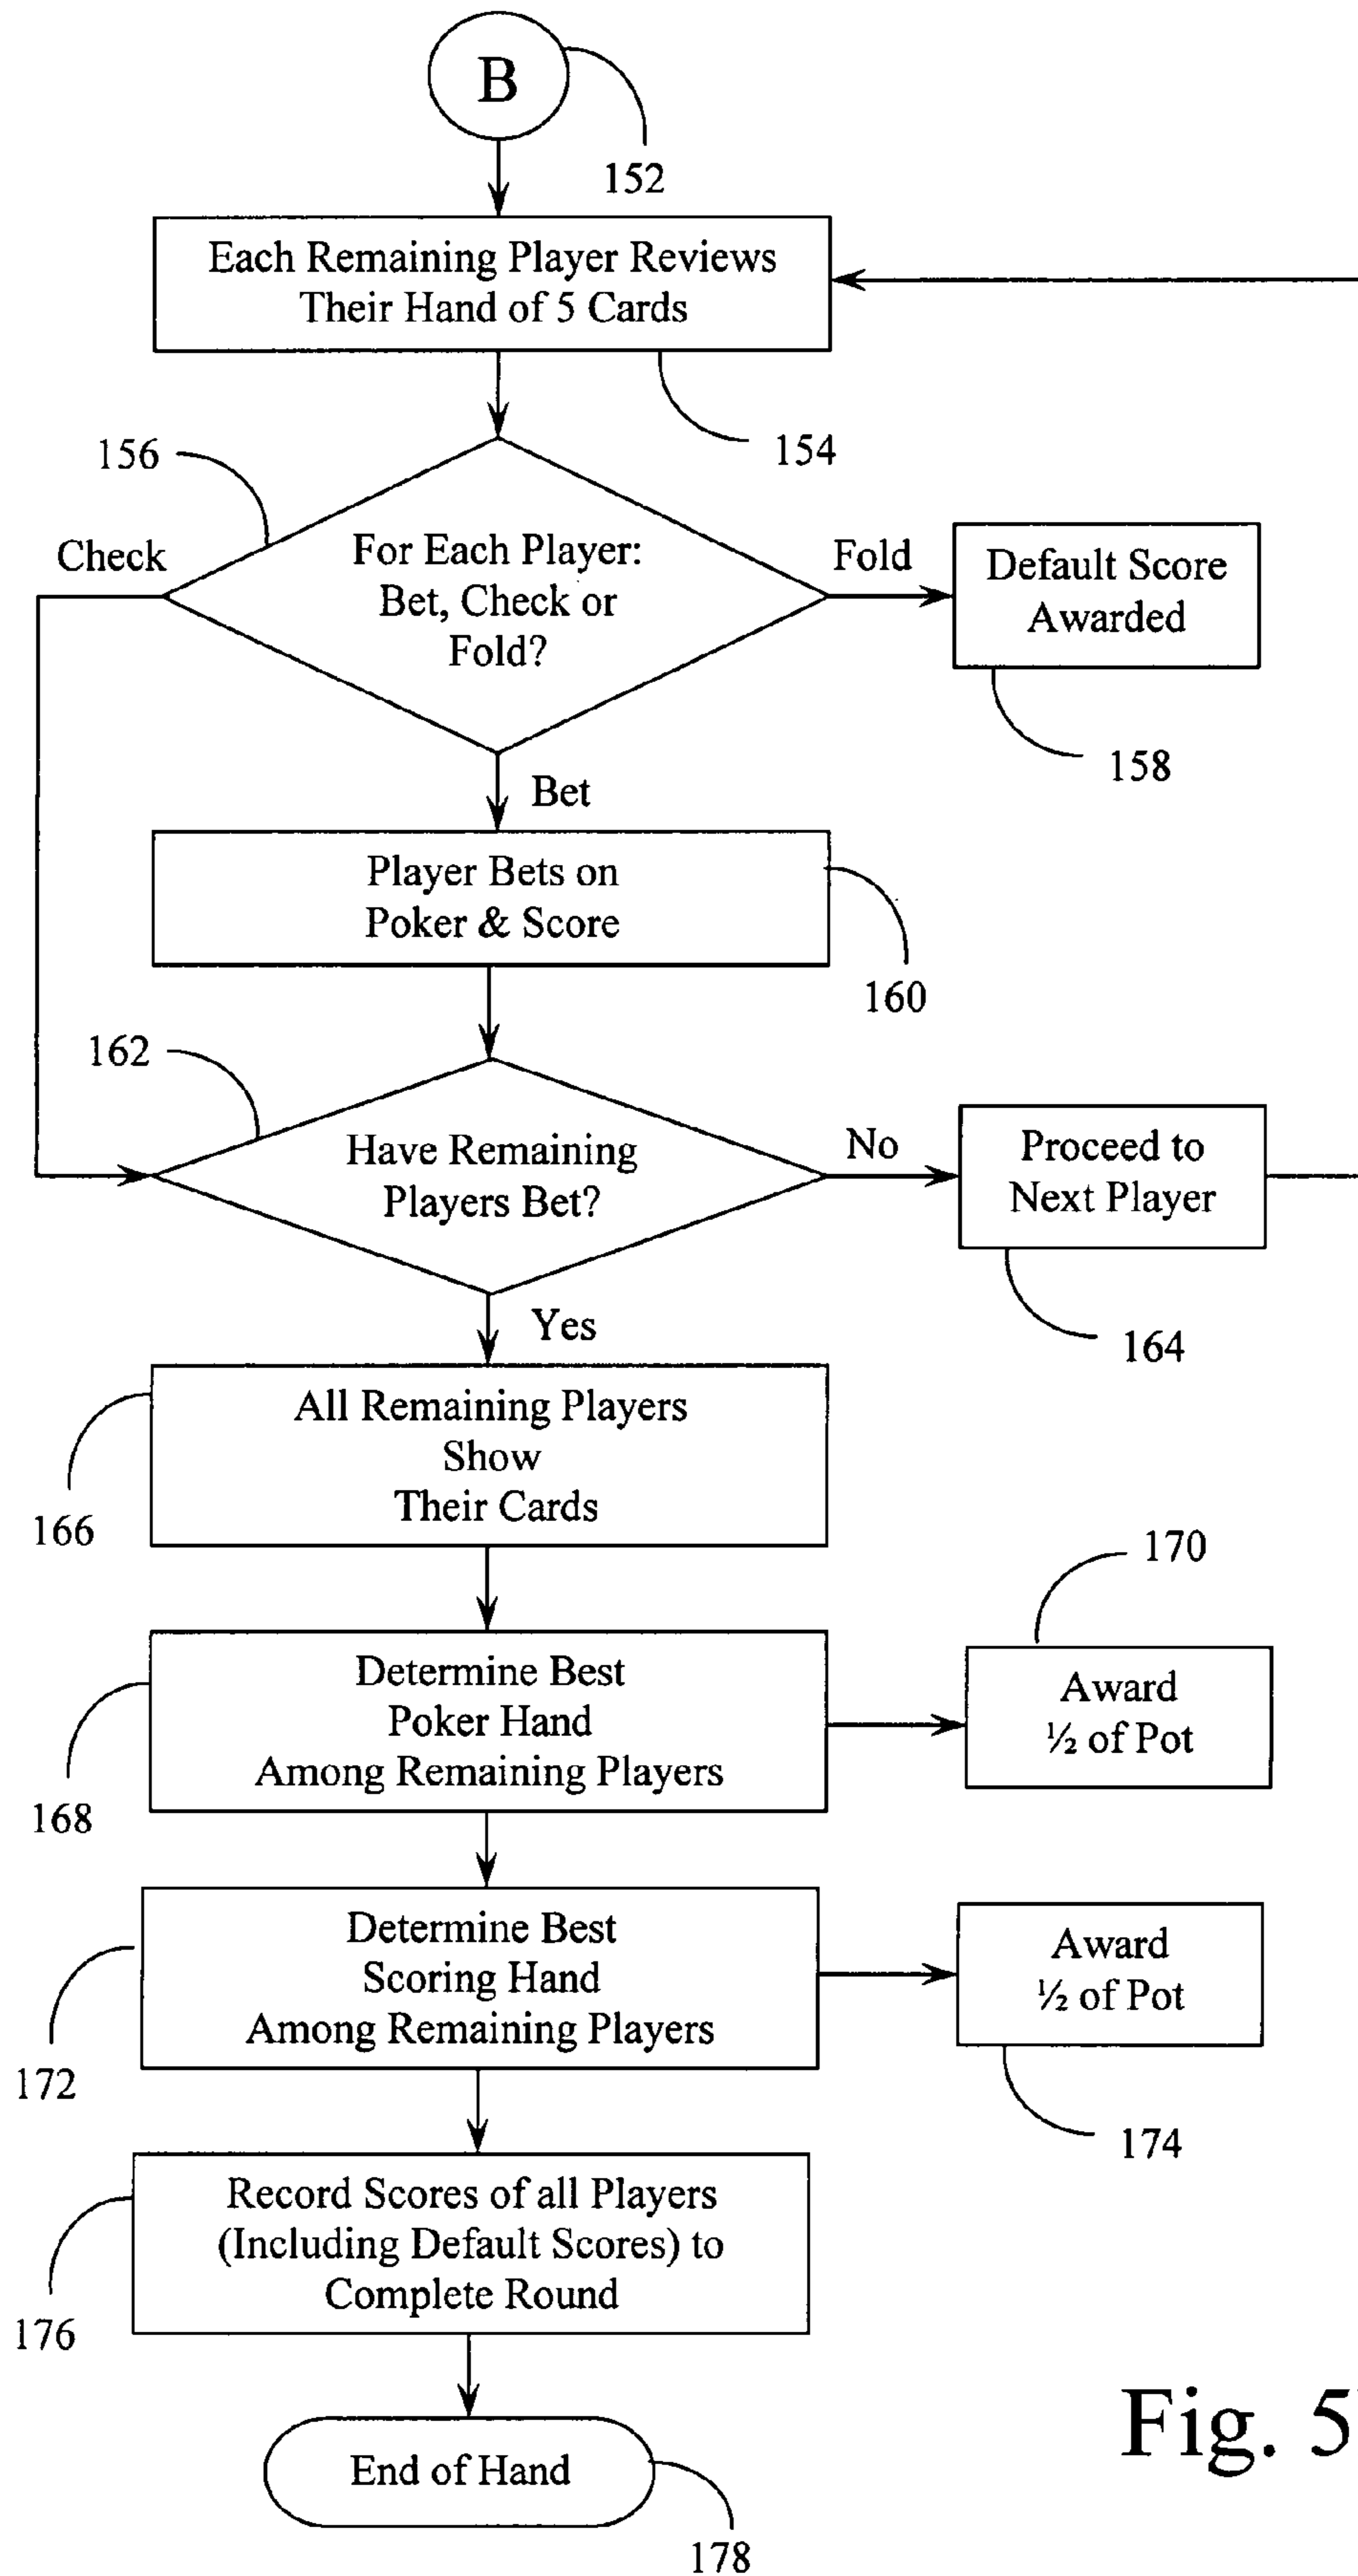 B
152
Each Remaining Player Reviews
Their Hand of 5 Cards
154
156
Check
For Each Player:
Bet, Check or
Fold?
Fold
Default Score
Awarded
158
Bet
Player Bets on
Poker & Score
160
162
Have Remaining
Players Bet?
No
Proceed to
Next Player
164
Yes
All Remaining Players
Show
Their Cards
166
170
Determine Best
Poker Hand
Among Remaining Players
Award
½ of Pot
168
Determine Best
Scoring Hand
Among Remaining Players
Award
½ of Pot
172
174
Record Scores of all Players
(Including Default Scores) to
Complete Round
176
Fig. 5
End of Hand
178